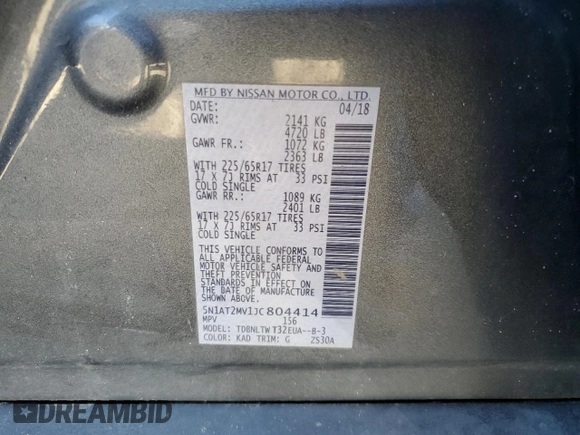 MFD BY NISSAN MOTOR CO., LTD.
DATE: 04/18
GVWR: 2141 KG
4720 LB
GAWR FR.: 1072 KG
2363 LB
WITH 225/65R17 TIRES
17 X 7J RIMS AT 33 PSI
COLD SINGLE
GAWR RR.: 1089 KG
2401 LB
WITH 225/65R17 TIRES
17 X 7J RIMS AT 33 PSI
COLD SINGLE
THIS VEHICLE CONFORMS TO
ALL APPLICABLE FEDERAL
MOTOR VEHICLE SAFETY AND
THEFT PREVENTION
STANDARDS IN EFFECT ON
THE DATE OF MANUFACTURE
SHOWN ABOVE.
5N1AT2MV1JC804414
MPV 156
MODEL: TDBNLTWT32EUA--B-3
COLOR: KAD TRIM: G 2S30A
DREAMBID